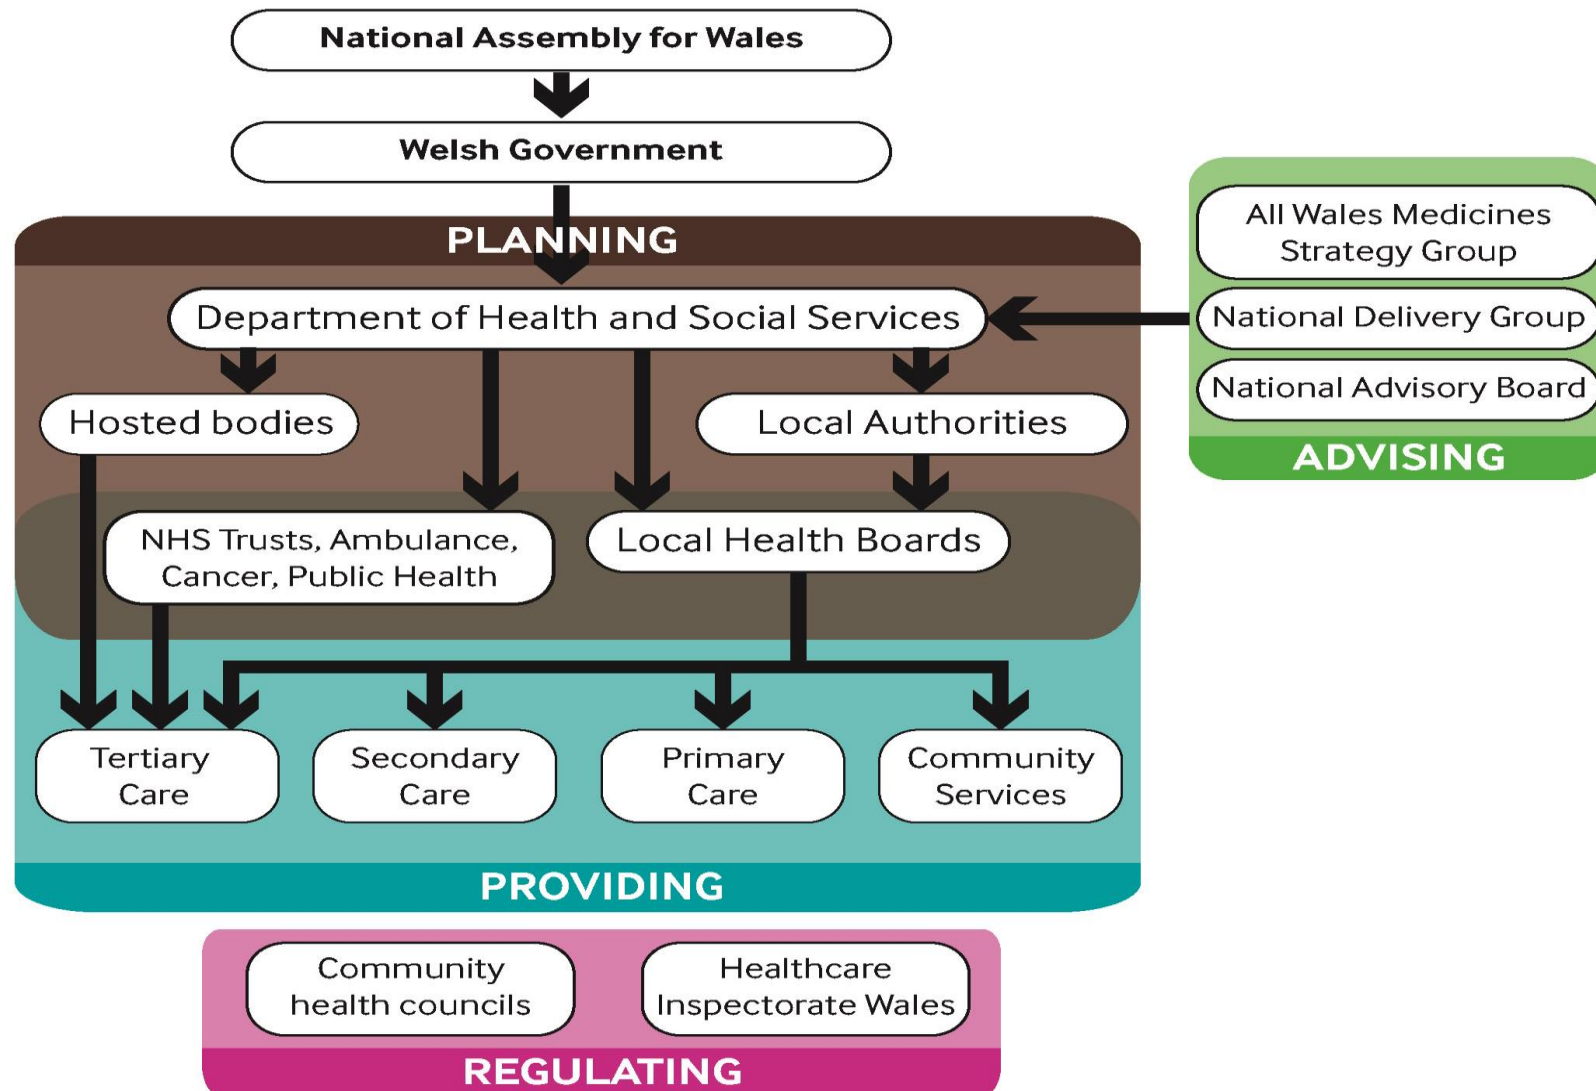 National Assembly for Wales
Welsh Government
PLANNING
Department of Health and Social Services
Hosted bodies
Local Authorities
NHS Trusts, Ambulance,
Cancer, Public Health
Local Health Boards
Tertiary
Care
Secondary
Care
Primary
Care
Community
Services
PROVIDING
All Wales Medicines
Strategy Group
National Delivery Group
National Advisory Board
ADVISING
Community
health councils
Healthcare
Inspectorate Wales
REGULATING